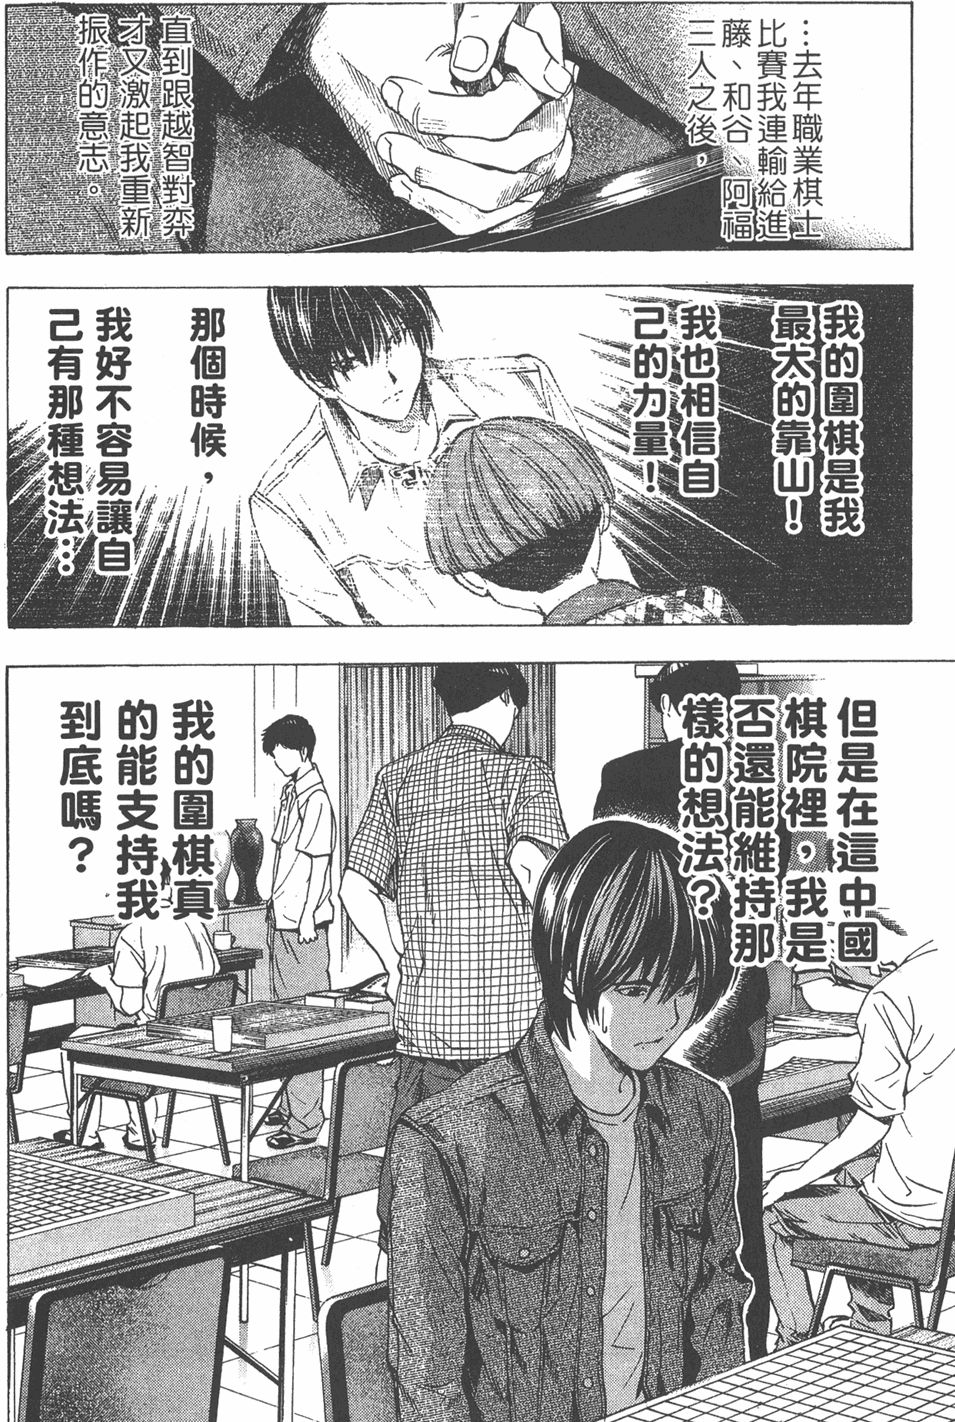 …去年職業棋士
比賽我連輸給進
藤、和谷、阿福
三人之後，
直到跟越智對弈
才又激起我重新
振作的意志。
我的圍棋是我
最大的靠山！
我也相信自
己的力量！
那個時候，
我好不容易讓自
己有那種想法…
但是在這中國
棋院裡，我是
否還能維持那
樣的想法？
我的圍棋真
的能支持我
到底嗎？